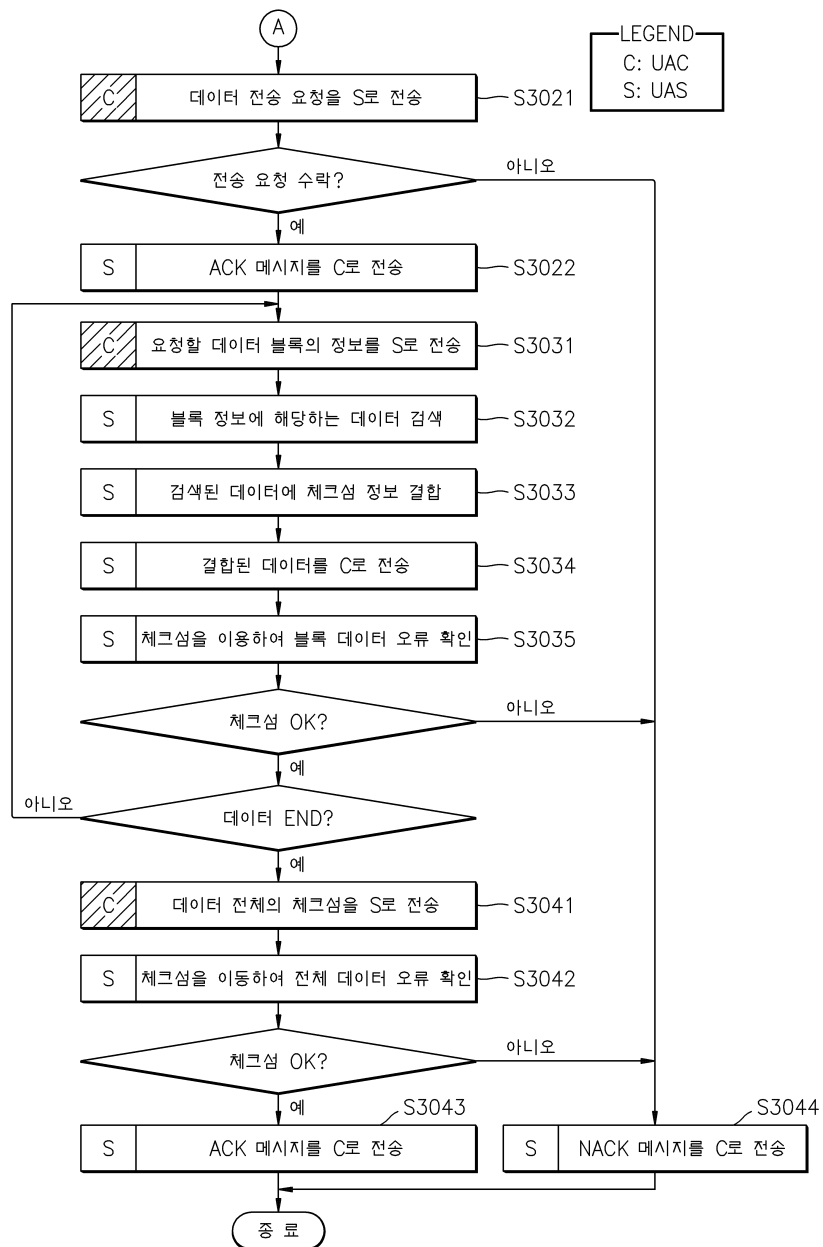 A
LEGEND
C: UAC
S: UAS
C 데이터 전송 요청을 S로 전송 S3021
전송 요청 수락?
아니오
예
S ACK 메시지를 C로 전송 S3022
C 요청할 데이터 블록의 정보를 S로 전송 S3031
S 블록 정보에 해당하는 데이터 검색 S3032
S 검색된 데이터에 체크섬 정보 결합 S3033
S 결합된 데이터를 C로 전송 S3034
S 체크섬을 이용하여 블록 데이터 오류 확인 S3035
체크섬 OK?
아니오
예
아니오
데이터 END?
예
C 데이터 전체의 체크섬을 S로 전송 S3041
S 체크섬을 이동하여 전체 데이터 오류 확인 S3042
체크섬 OK?
아니오
예
S3043
S3044
S ACK 메시지를 C로 전송
S NACK 메시지를 C로 전송
종 료